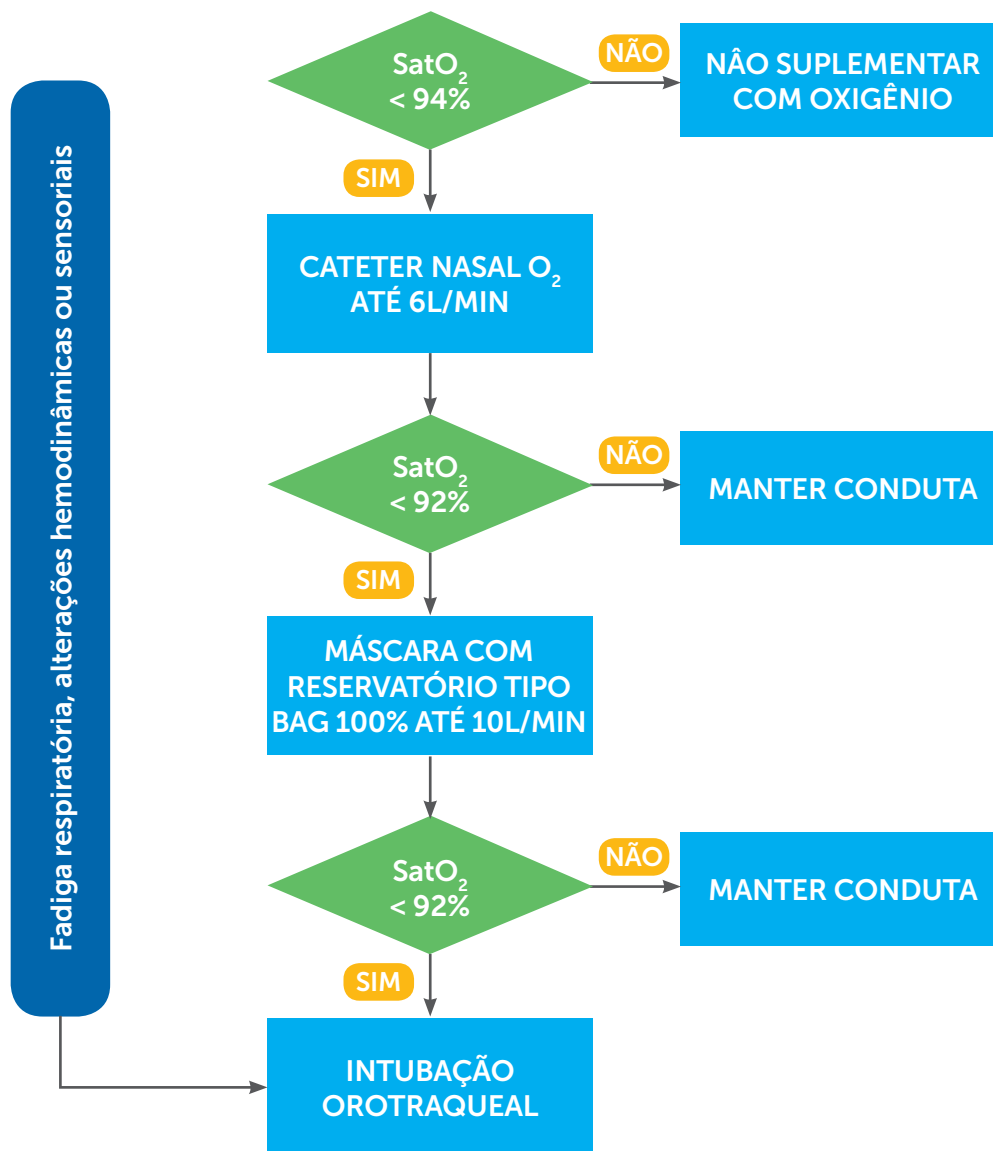 SatO₂
< 94%
NÃO
NÂO SUPLEMENTAR
COM OXIGÊNIO
SIM
CATETER NASAL O₂
ATÉ 6L/MIN
SatO₂
< 92%
NÃO
MANTER CONDUTA
SIM
MÁSCARA COM
RESERVATÓRIO TIPO
BAG 100% ATÉ 10L/MIN
SatO₂
< 92%
NÃO
MANTER CONDUTA
SIM
INTUBAÇÃO
OROTRAQUEAL
Fadiga respiratória, alterações hemodinâmicas ou sensoriais